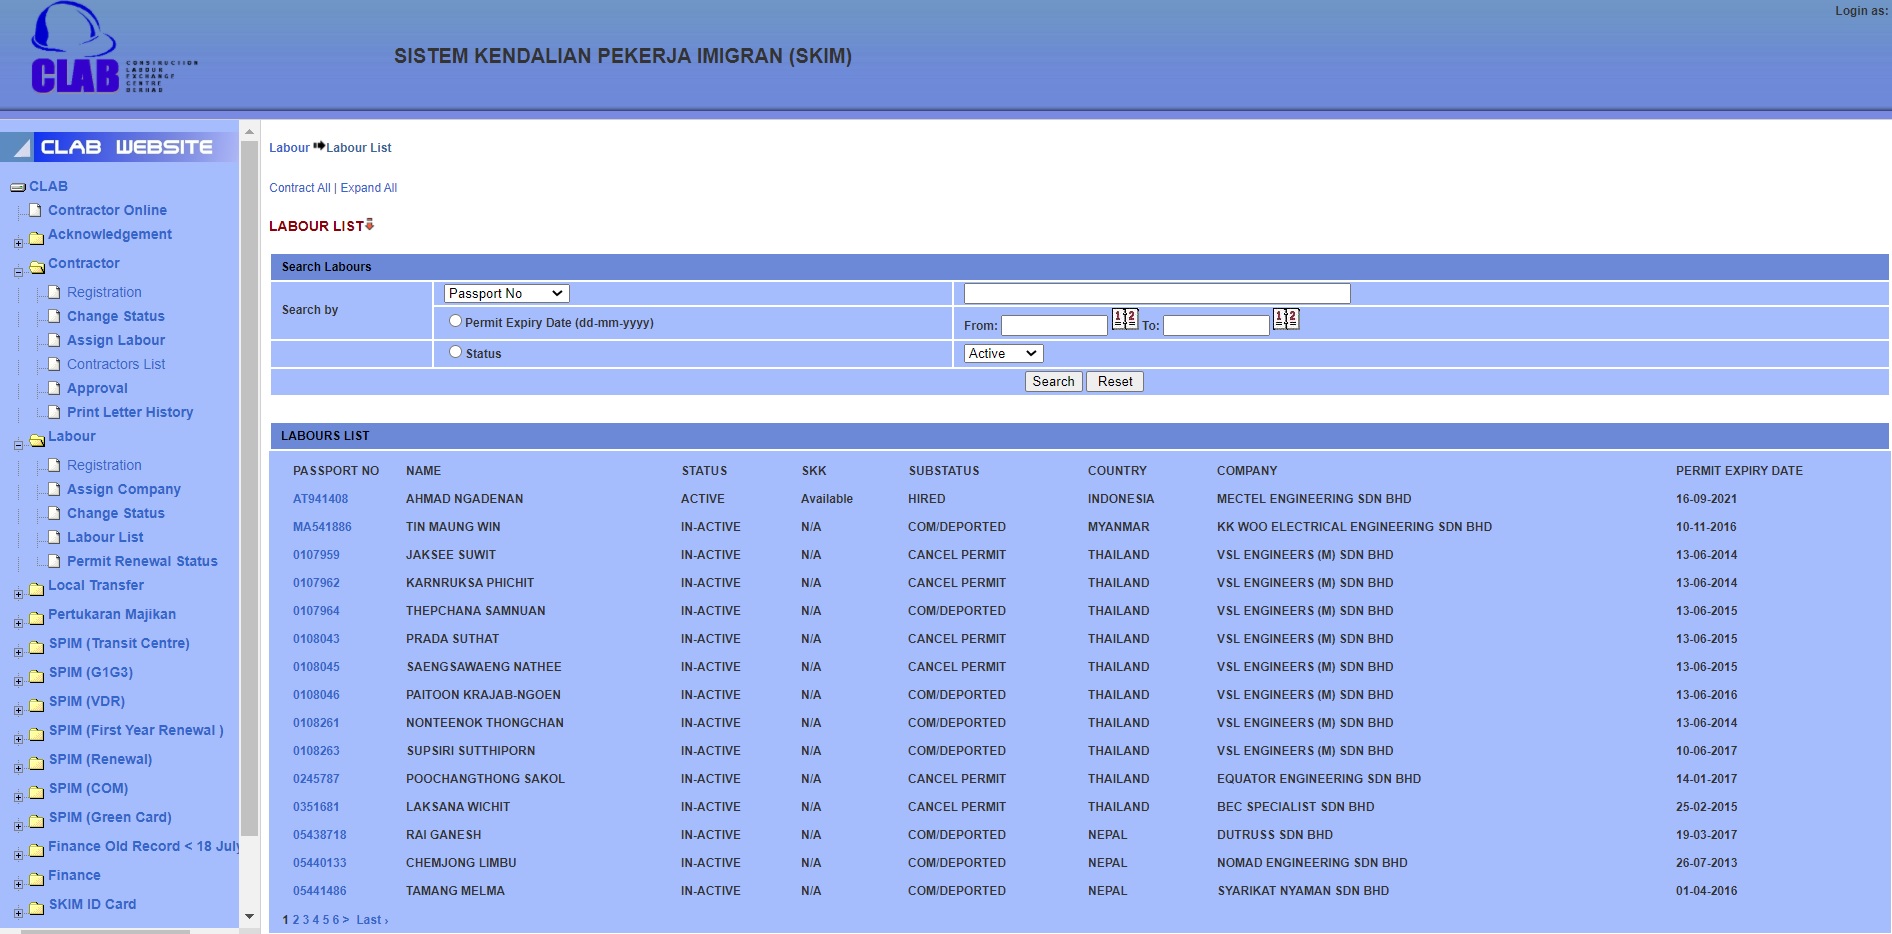 Login as:
CLAB CONSTRUCTION LABOUR EXCHANGE CENTRE BERHAD
SISTEM KENDALIAN PEKERJA IMIGRAN (SKIM)
CLAB WEBSITE
CLAB
Contractor Online
Acknowledgement
Contractor
Registration
Change Status
Assign Labour
Contractors List
Approval
Print Letter History
Labour
Registration
Assign Company
Change Status
Labour List
Permit Renewal Status
Local Transfer
Pertukaran Majikan
SPIM (Transit Centre)
SPIM (G1G3)
SPIM (VDR)
SPIM (First Year Renewal )
SPIM (Renewal)
SPIM (COM)
SPIM (Green Card)
Finance Old Record < 18 July
Finance
SKIM ID Card
Labour Labour List
Contract All | Expand All
LABOUR LIST
Search Labours
Search by Passport No
Permit Expiry Date (dd-mm-yyyy) From: To:
Status Active
Search Reset
LABOURS LIST
PASSPORT NO NAME STATUS SKK SUBSTATUS COUNTRY COMPANY PERMIT EXPIRY DATE
AT941408 AHMAD NGADENAN ACTIVE Available HIRED INDONESIA MECTEL ENGINEERING SDN BHD 16-09-2021
MA541886 TIN MAUNG WIN IN-ACTIVE N/A COM/DEPORTED MYANMAR KK WOO ELECTRICAL ENGINEERING SDN BHD 10-11-2016
0107959 JAKSEE SUWIT IN-ACTIVE N/A CANCEL PERMIT THAILAND VSL ENGINEERS (M) SDN BHD 13-06-2014
0107962 KARNRUKSA PHICHIT IN-ACTIVE N/A CANCEL PERMIT THAILAND VSL ENGINEERS (M) SDN BHD 13-06-2014
0107964 THEPCHANA SAMNUAN IN-ACTIVE N/A COM/DEPORTED THAILAND VSL ENGINEERS (M) SDN BHD 13-06-2015
0108043 PRADA SUTHAT IN-ACTIVE N/A CANCEL PERMIT THAILAND VSL ENGINEERS (M) SDN BHD 13-06-2015
0108045 SAENGSAWAENG NATHEE IN-ACTIVE N/A CANCEL PERMIT THAILAND VSL ENGINEERS (M) SDN BHD 13-06-2015
0108046 PAITOON KRAJAB-NGOEN IN-ACTIVE N/A COM/DEPORTED THAILAND VSL ENGINEERS (M) SDN BHD 13-06-2016
0108261 NONTEENOK THONGCHAN IN-ACTIVE N/A COM/DEPORTED THAILAND VSL ENGINEERS (M) SDN BHD 13-06-2014
0108263 SUPSIRI SUTTHIPORN IN-ACTIVE N/A COM/DEPORTED THAILAND VSL ENGINEERS (M) SDN BHD 10-06-2017
0245787 POOCHANGTHONG SAKOL IN-ACTIVE N/A CANCEL PERMIT THAILAND EQUATOR ENGINEERING SDN BHD 14-01-2017
0351681 LAKSANA WICHIT IN-ACTIVE N/A CANCEL PERMIT THAILAND BEC SPECIALIST SDN BHD 25-02-2015
05438718 RAI GANESH IN-ACTIVE N/A COM/DEPORTED NEPAL DUTRUSS SDN BHD 19-03-2017
05440133 CHEMJONG LIMBU IN-ACTIVE N/A COM/DEPORTED NEPAL NOMAD ENGINEERING SDN BHD 26-07-2013
05441486 TAMANG MELMA IN-ACTIVE N/A COM/DEPORTED NEPAL SYARIKAT NYAMAN SDN BHD 01-04-2016
1 2 3 4 5 6 > Last ›